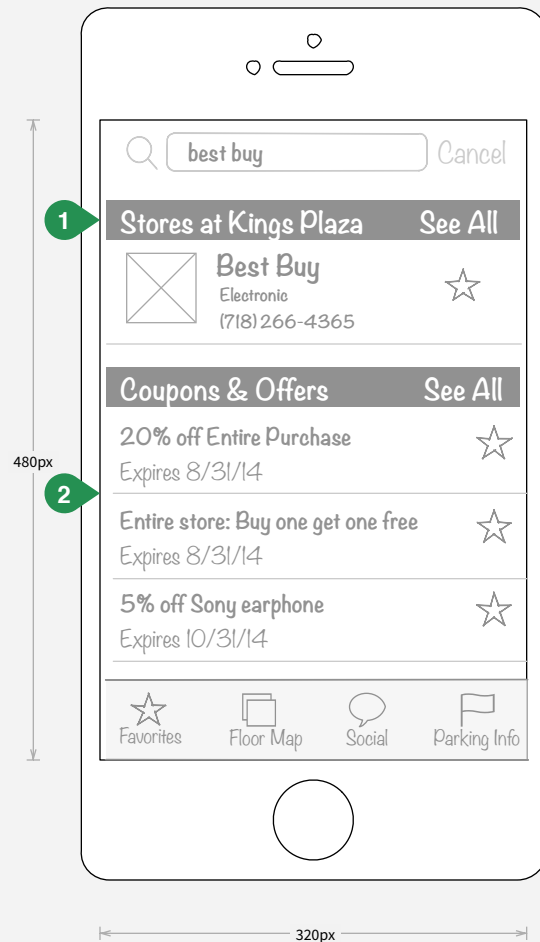 best buy Cancel
1
Stores at Kings Plaza See All
Best Buy
Electronic
(718) 266-4365
Coupons & Offers See All
20% off Entire Purchase
Expires 8/31/14
480px
2
Entire store: Buy one get one free
Expires 8/31/14
5% off Sony earphone
Expires 10/31/14
Favorites Floor Map Social Parking Info
320px